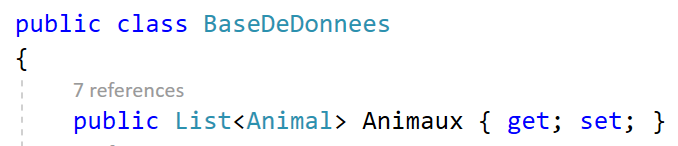 public class BaseDeDonnees
{
7 references
public List<Animal> Animaux { get; set; }